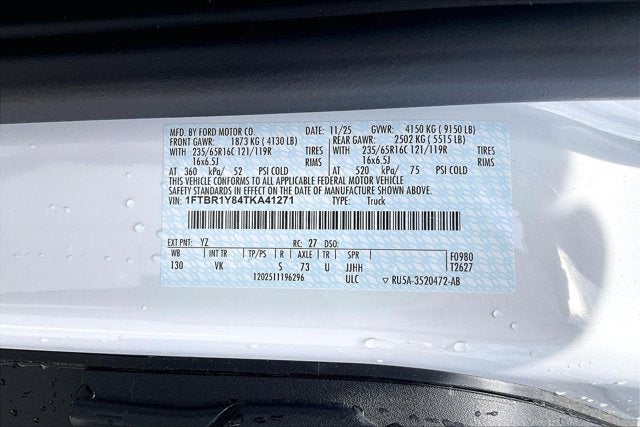 MFD. BY FORD MOTOR CO. DATE: 11/25 GVWR: 4150 KG ( 9150 LB)
FRONT GAWR: 1873 KG ( 4130 LB) REAR GAWR: 2502 KG ( 5515 LB)
WITH 235/65R16C 121/119R TIRES WITH 235/65R16C 121/119R TIRES
16x6.5J RIMS 16x6.5J RIMS
AT 360 kPa/ 52 PSI COLD AT 520 kPa/ 75 PSI COLD
THIS VEHICLE CONFORMS TO ALL APPLICABLE FEDERAL MOTOR VEHICLE
SAFETY STANDARDS IN EFFECT ON THE DATE OF MANUFACTURE SHOWN ABOVE.
VIN: 1FTBR1Y84TKA41271 TYPE: Truck
EXT PNT: YZ RC: 27 DSO:
WB INT TR TP/PS R AXLE TR SPR F0980
130 VK S 73 U JJHH T2627
1202511196296 ULC ▽ RU5A-3520472-AB